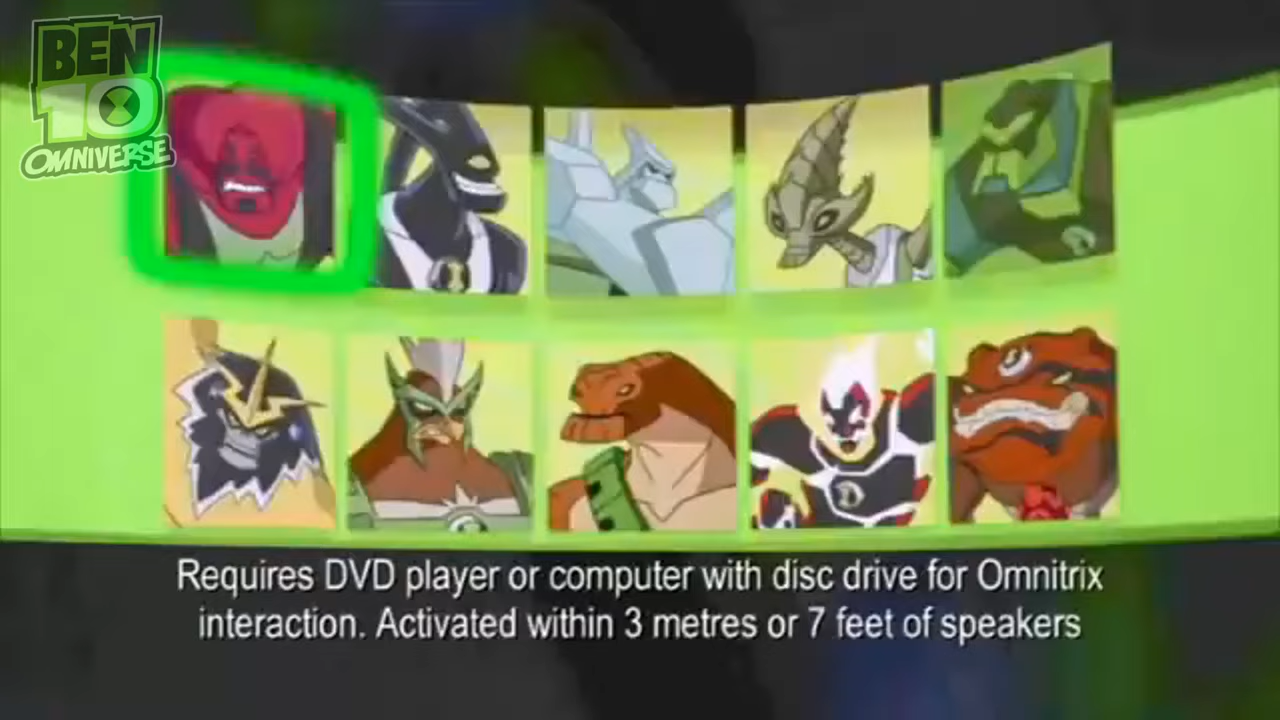 BEN
10
OMNIVERSE
Requires DVD player or computer with disc drive for Omnitrix
interaction. Activated within 3 metres or 7 feet of speakers